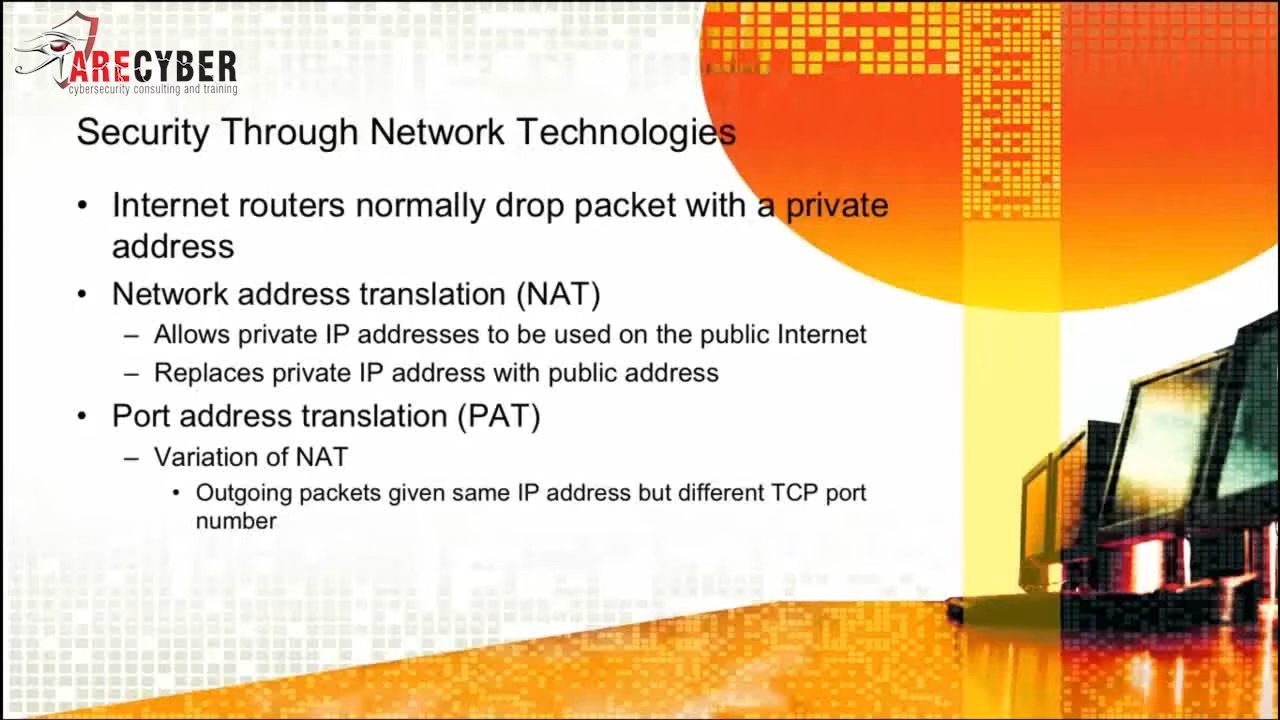 ARECYBER
cybersecurity consulting and training
Security Through Network Technologies
• Internet routers normally drop packet with a private
address
• Network address translation (NAT)
– Allows private IP addresses to be used on the public Internet
– Replaces private IP address with public address
• Port address translation (PAT)
– Variation of NAT
• Outgoing packets given same IP address but different TCP port
number